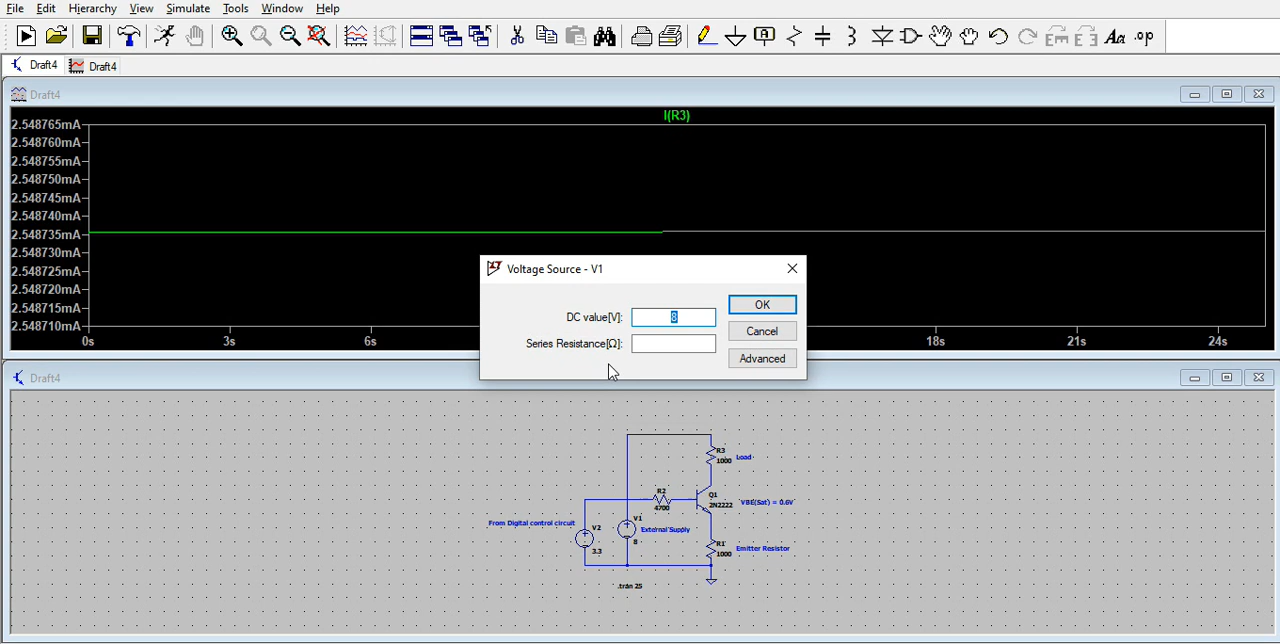 File Edit View Hierarchy View Simulate Tools Window Help
Draft4 Draft4
Draft4
I(R3)
2.548765mA
2.548760mA
2.548755mA
2.548750mA
2.548745mA
2.548740mA
2.548735mA
2.548730mA
2.548725mA
2.548720mA
2.548715mA
2.548710mA
0s 3s 6s 18s 21s 24s
Voltage Source - V1
DC value[V]: 8 OK
Series Resistance[Ω]: Cancel
Advanced
Draft4
R3
1000 Load
R2
4700
Q1
2N2222 VBE(Sat) = 0.6V
From Digital control circuit
V2
3.3
V1
External Supply
8
R1
1000 Emitter Resistor
.tran 25